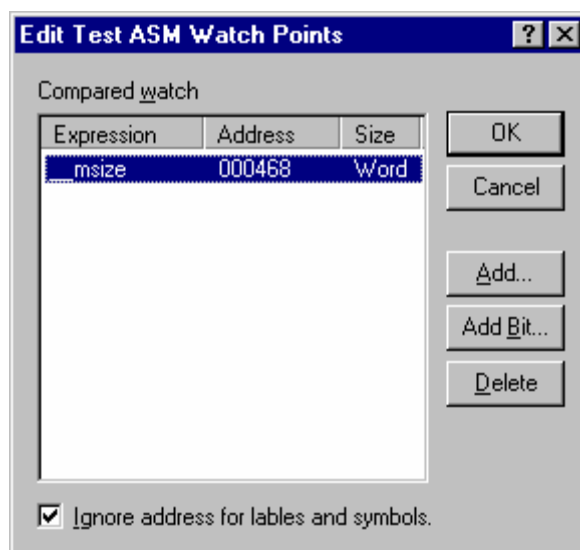 Edit Test ASM Watch Points
Compared watch
Expression Address Size
__msize 000468 Word
OK
Cancel
Add...
Add Bit...
Delete
Ignore address for lables and symbols.